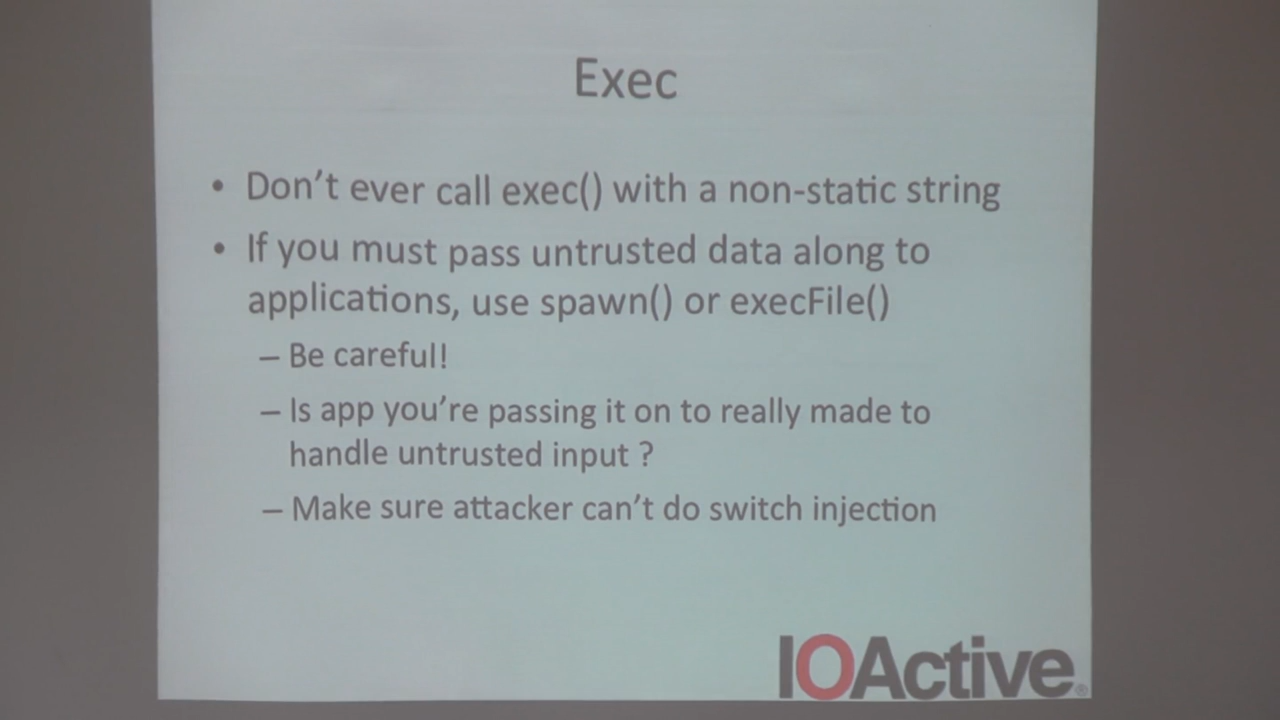 Exec
• Don't ever call exec() with a non-static string
• If you must pass untrusted data along to
applications, use spawn() or execFile()
– Be careful!
– Is app you're passing it on to really made to
handle untrusted input ?
– Make sure attacker can't do switch injection
IOActive®